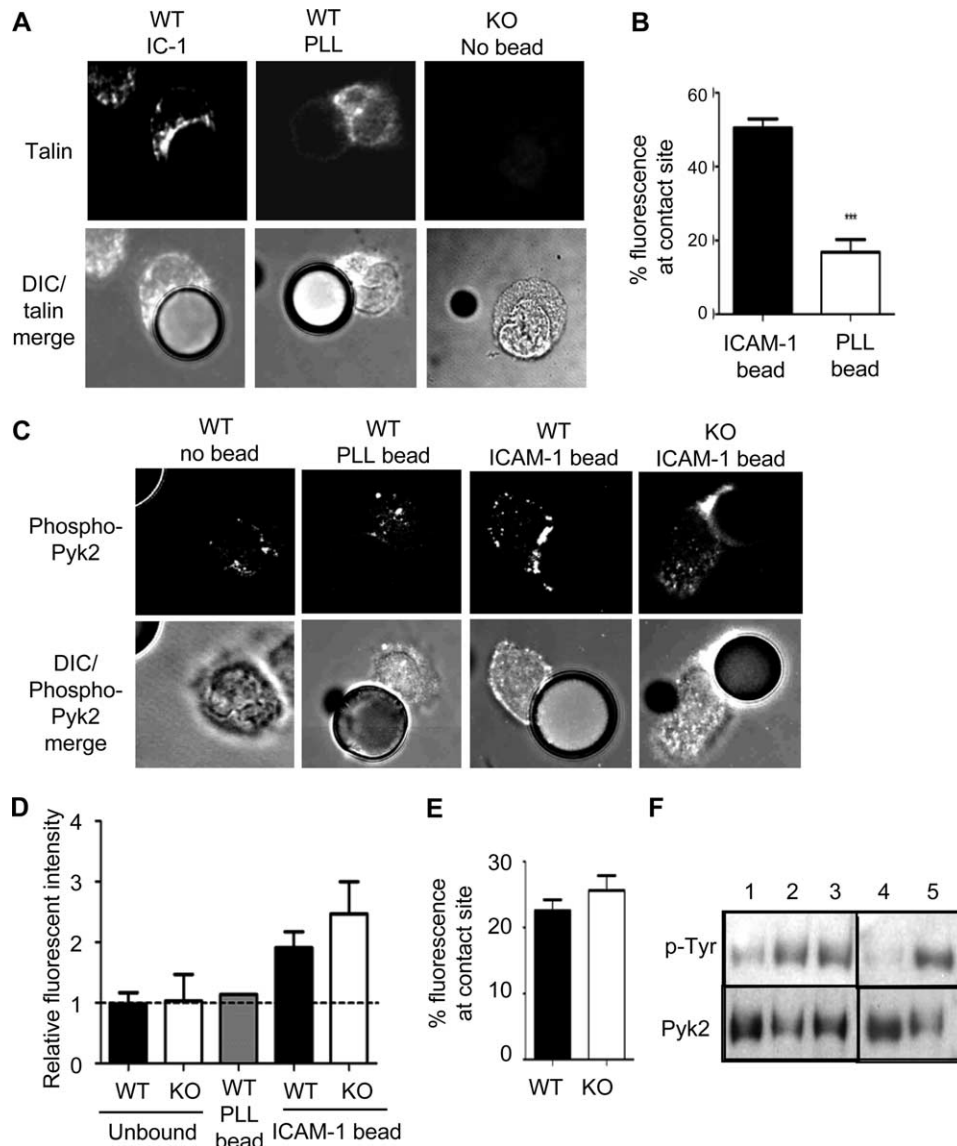 A
WT
IC-1
WT
PLL
KO
No bead
Talin
DIC/
talin
merge
B
% fluorescence
at contact site
60
40
20
0
***
ICAM-1
bead
PLL
bead
C
WT
no bead
WT
PLL bead
WT
ICAM-1 bead
KO
ICAM-1 bead
Phospho-
Pyk2
DIC/
Phospho-
Pyk2
merge
D
Relative fluorescent intensity
4
3
2
1
0
WT
KO
WT
PLL
bead
WT
KO
Unbound
ICAM-1 bead
E
% fluorescence
at contact site
30
20
10
0
WT
KO
F
1 2 3 4 5
p-Tyr
Pyk2